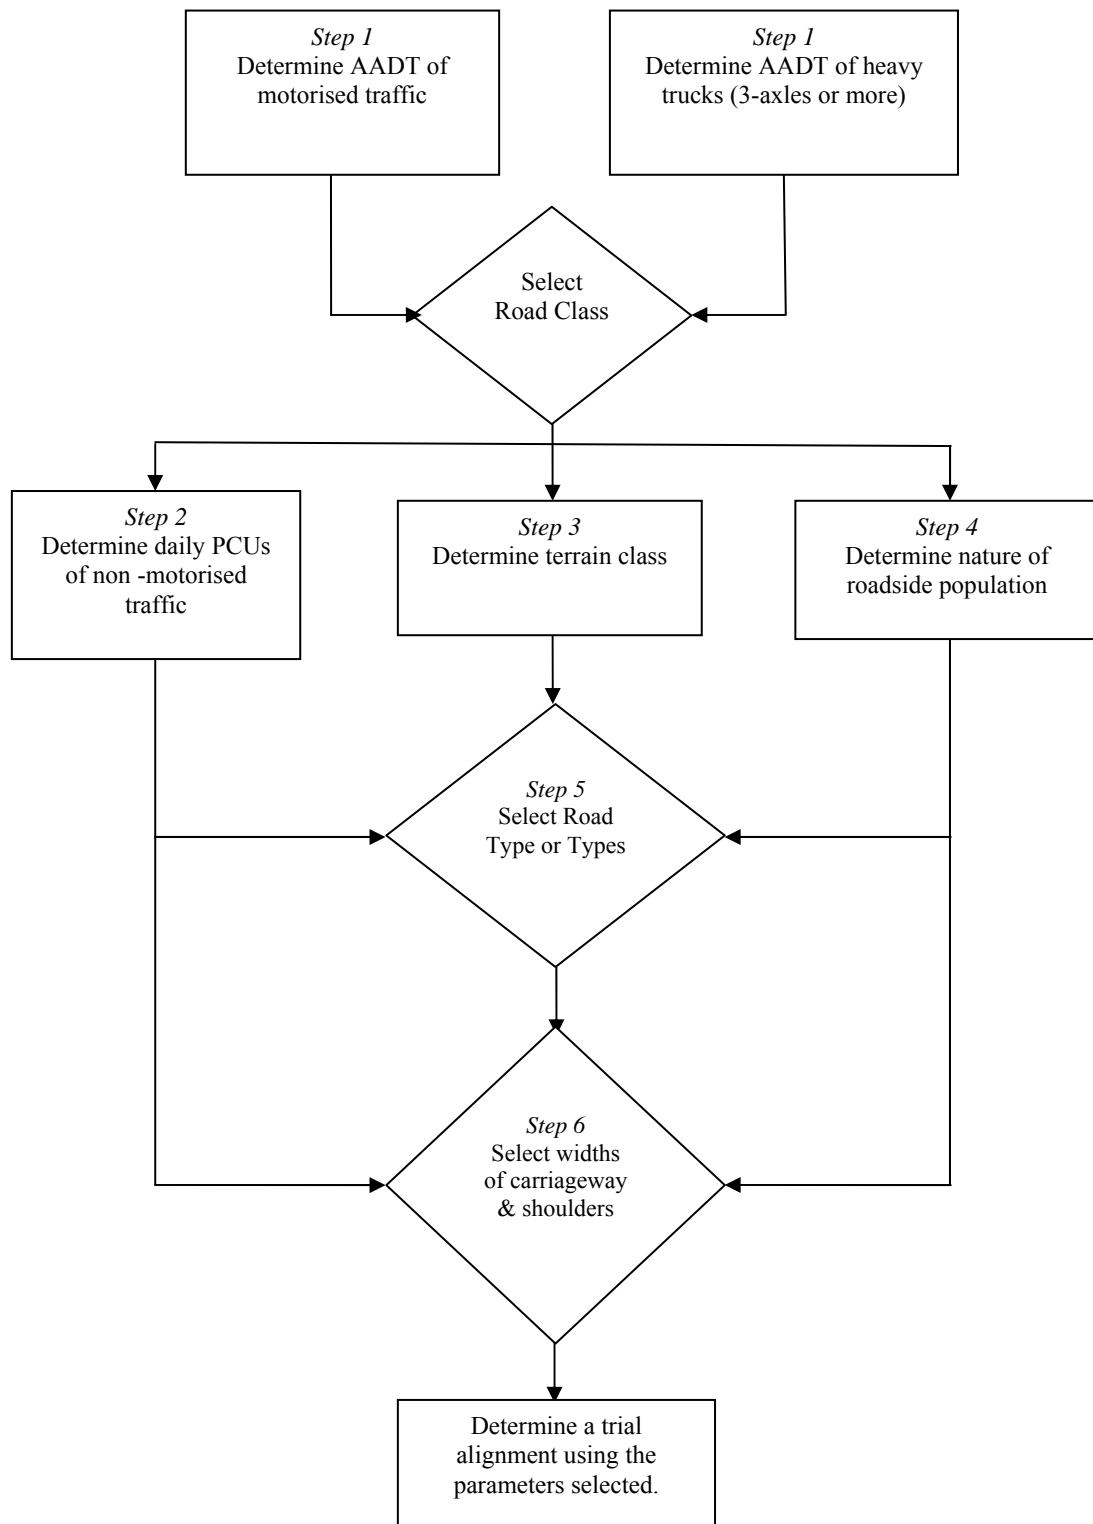 Step 1
Determine AADT of
motorised traffic
Step 1
Determine AADT of heavy
trucks (3-axles or more)
Select
Road Class
Step 2
Determine daily PCUs
of non -motorised
traffic
Step 3
Determine terrain class
Step 4
Determine nature of
roadside population
Step 5
Select Road
Type or Types
Step 6
Select widths
of carriageway
& shoulders
Determine a trial
alignment using the
parameters selected.